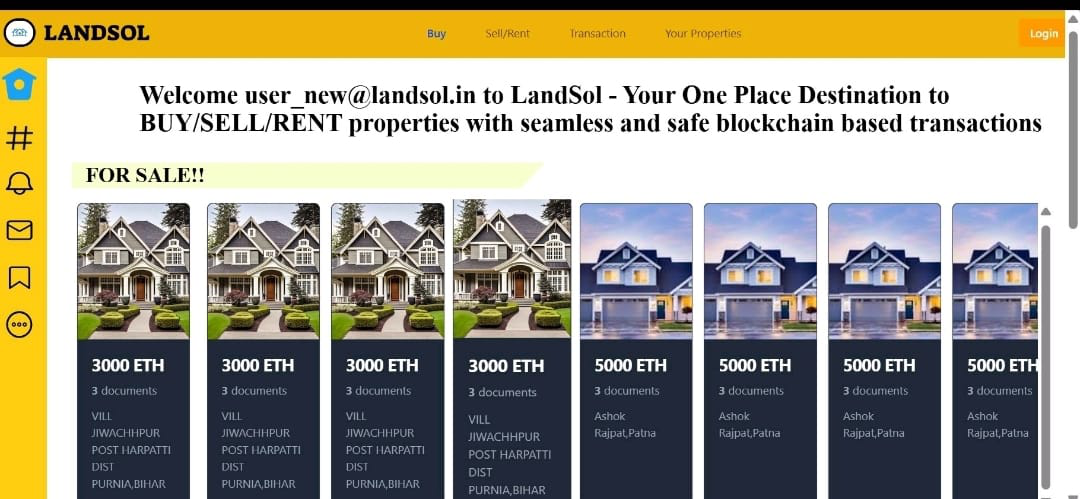 LANDSOL
Buy
Sell/Rent
Transaction
Your Properties
Login
Welcome user_new@landsol.in to LandSol - Your One Place Destination to
BUY/SELL/RENT properties with seamless and safe blockchain based transactions
FOR SALE!!
3000 ETH
3 documents
VILL
JIWACHHPUR
POST HARPATTI
DIST
PURNIA,BIHAR
3000 ETH
3 documents
VILL
JIWACHHPUR
POST HARPATTI
DIST
PURNIA,BIHAR
3000 ETH
3 documents
VILL
JIWACHHPUR
POST HARPATTI
DIST
PURNIA,BIHAR
3000 ETH
3 documents
VILL
JIWACHHPUR
POST HARPATTI
DIST
PURNIA,BIHAR
5000 ETH
3 documents
Ashok
Rajpat,Patna
5000 ETH
3 documents
Ashok
Rajpat,Patna
5000 ETH
3 documents
Ashok
Rajpat,Patna
5000 ETH
3 documents
Ashok
Rajpat,Patna